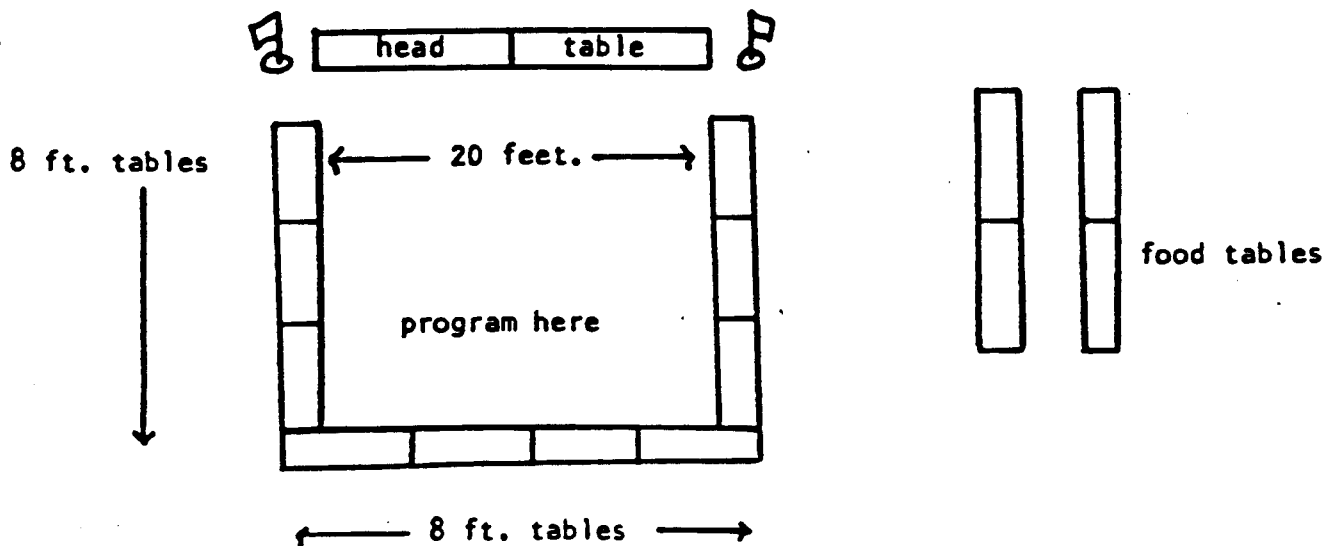 head table
8 ft. tables
20 feet.
food tables
program here
8 ft. tables